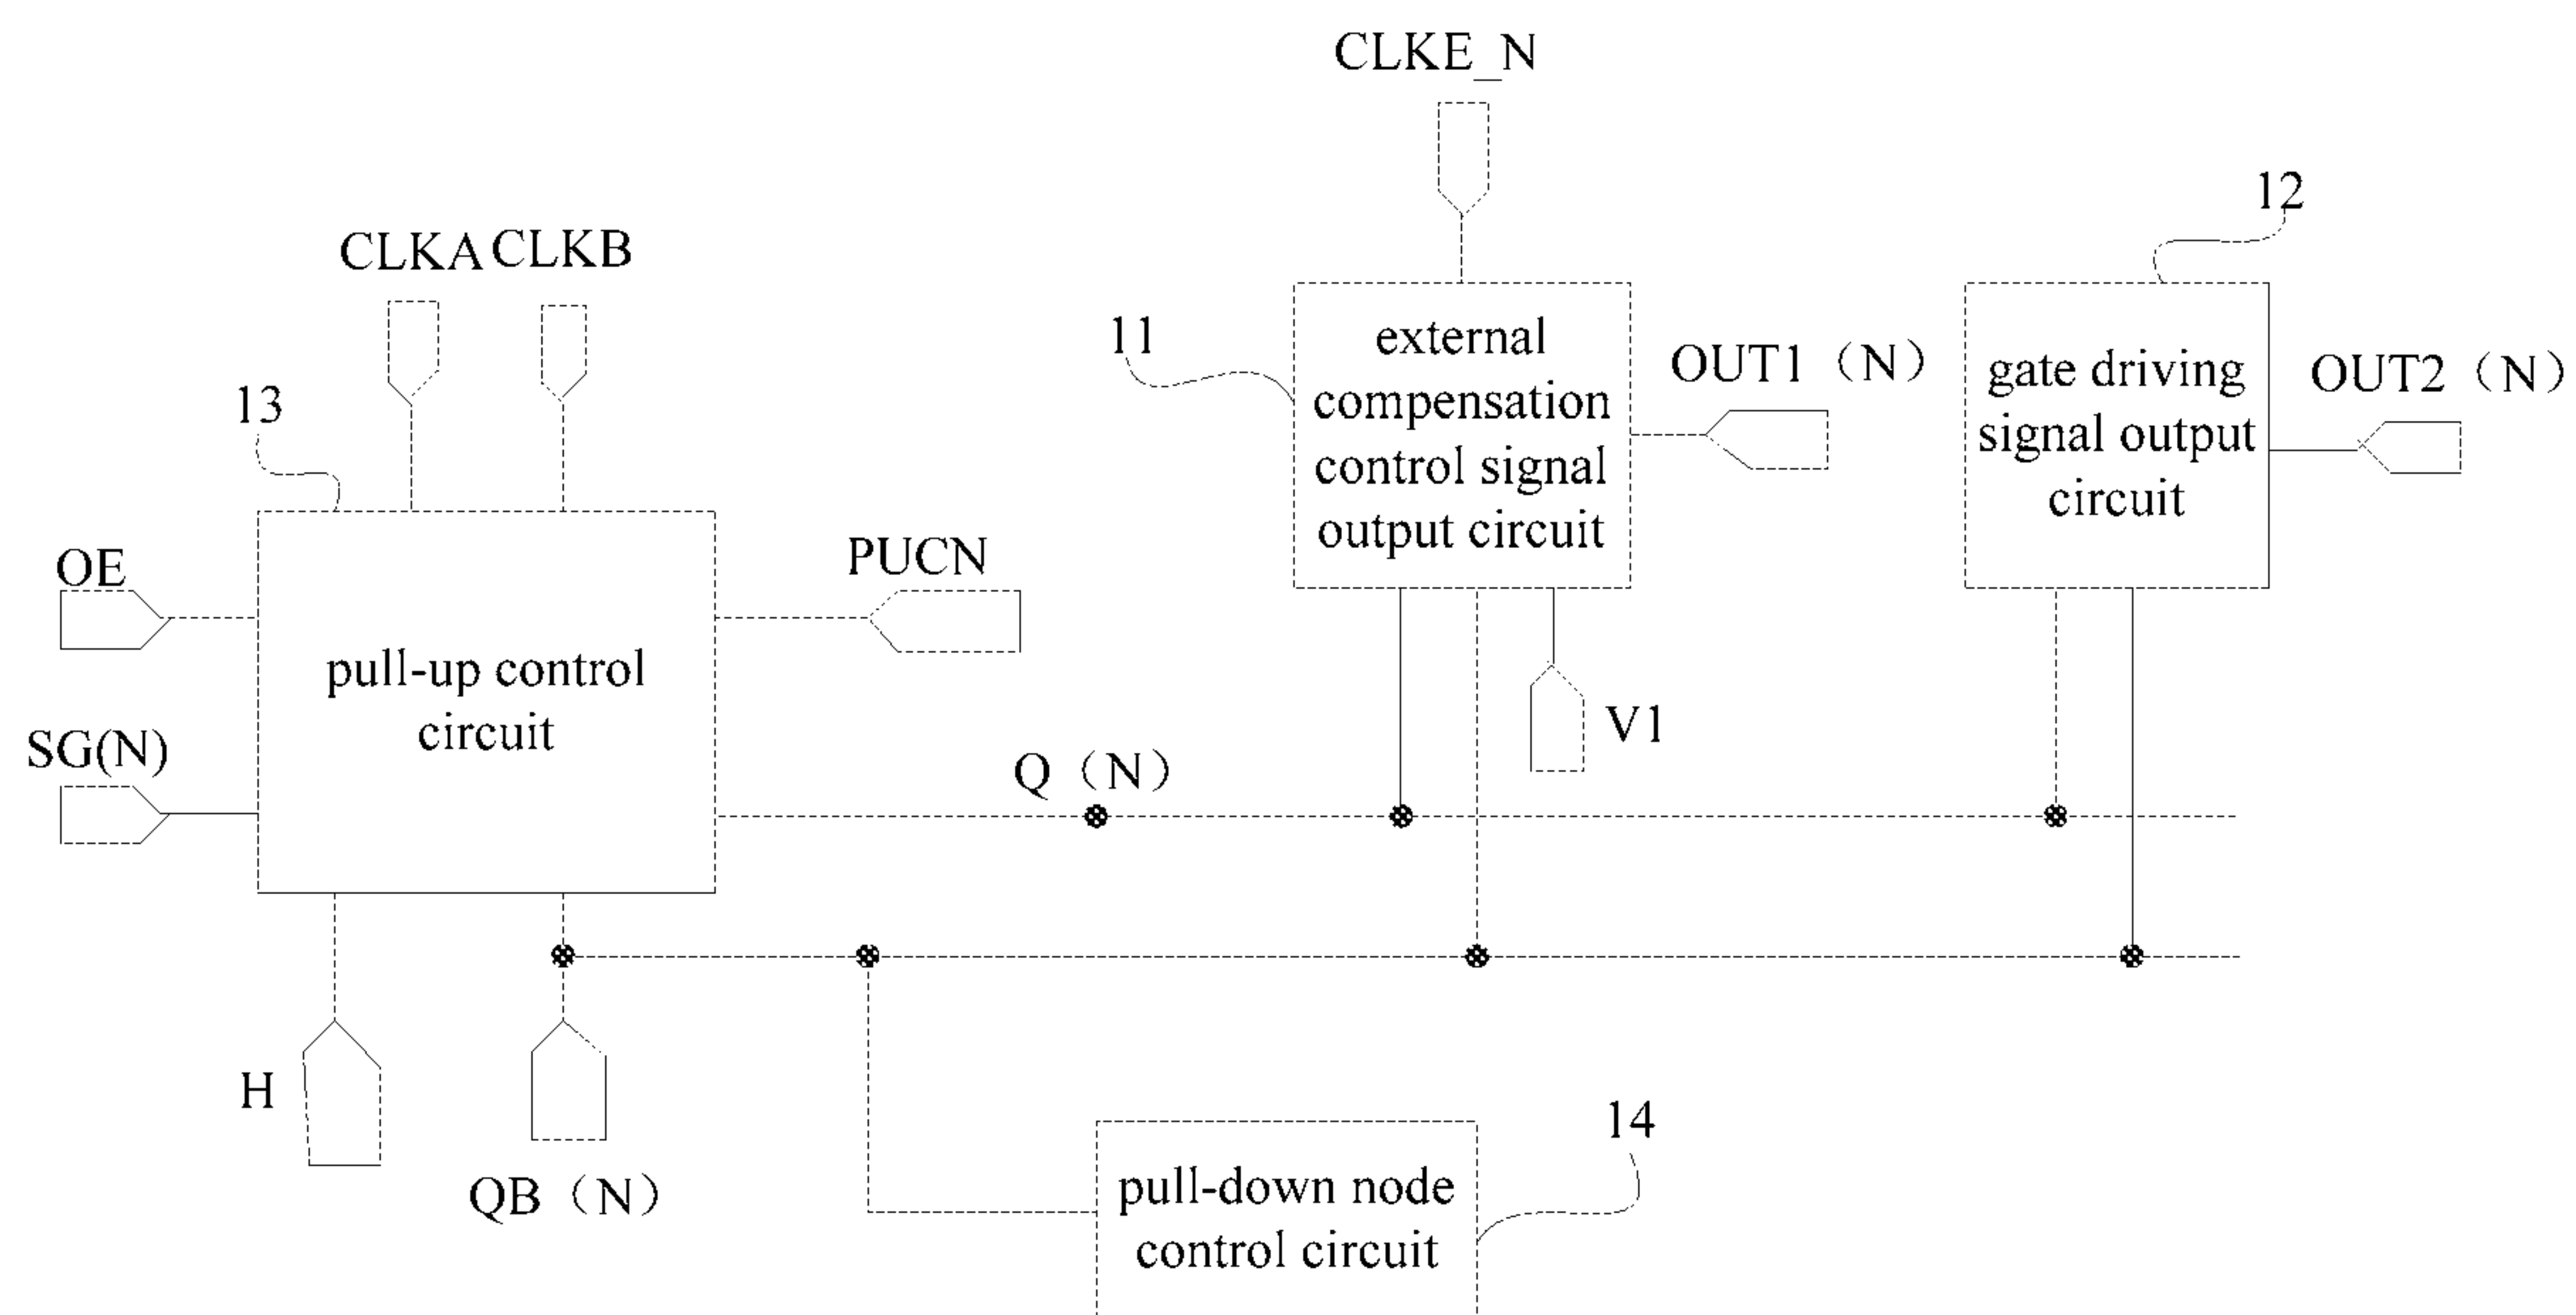 CLKE_N
12
CLKA CLKB
11
external
compensation
control signal
output circuit
OUT1（N）
gate driving
signal output
circuit
OUT2（N）
13
OE
PUCN
pull-up control
circuit
SG(N)
V1
Q（N）
H
QB（N）
14
pull-down node
control circuit